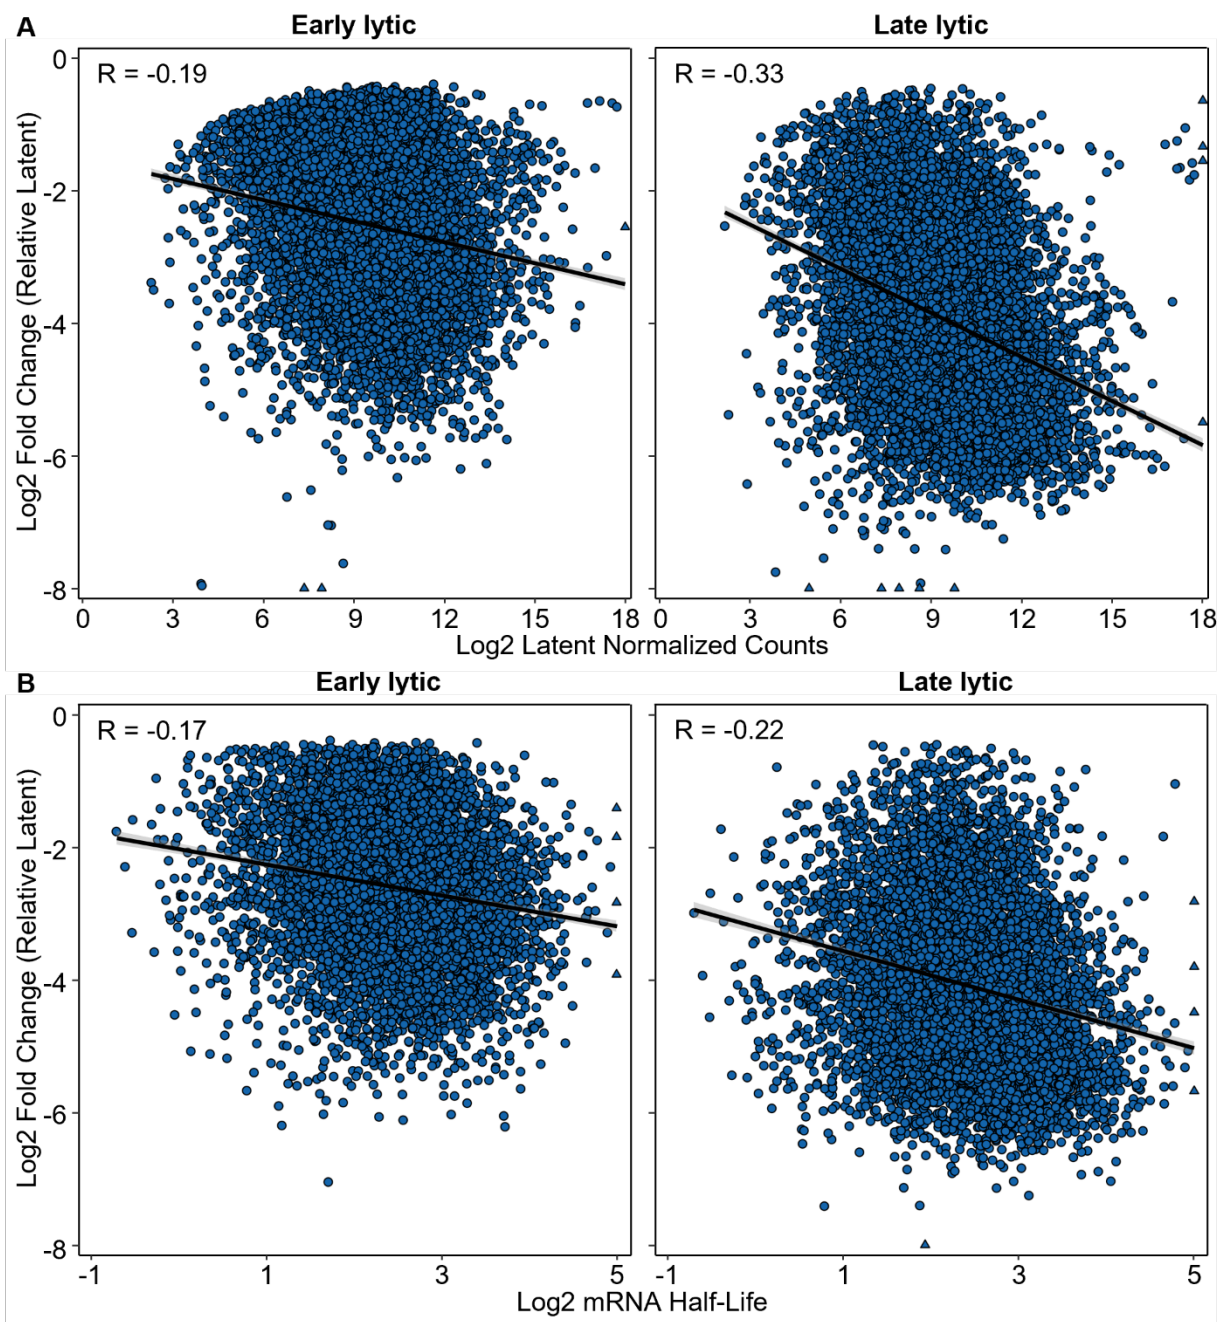 A
Early lytic
Late lytic
R = -0.19
R = -0.33
Log2 Fold Change (Relative Latent)
0
-2
-4
-6
-8
0 3 6 9 12 15 18
0 3 6 9 12 15 18
Log2 Latent Normalized Counts
B
Early lytic
Late lytic
R = -0.17
R = -0.22
Log2 Fold Change (Relative Latent)
0
-2
-4
-6
-8
-1 1 3 5
-1 1 3 5
Log2 mRNA Half-Life